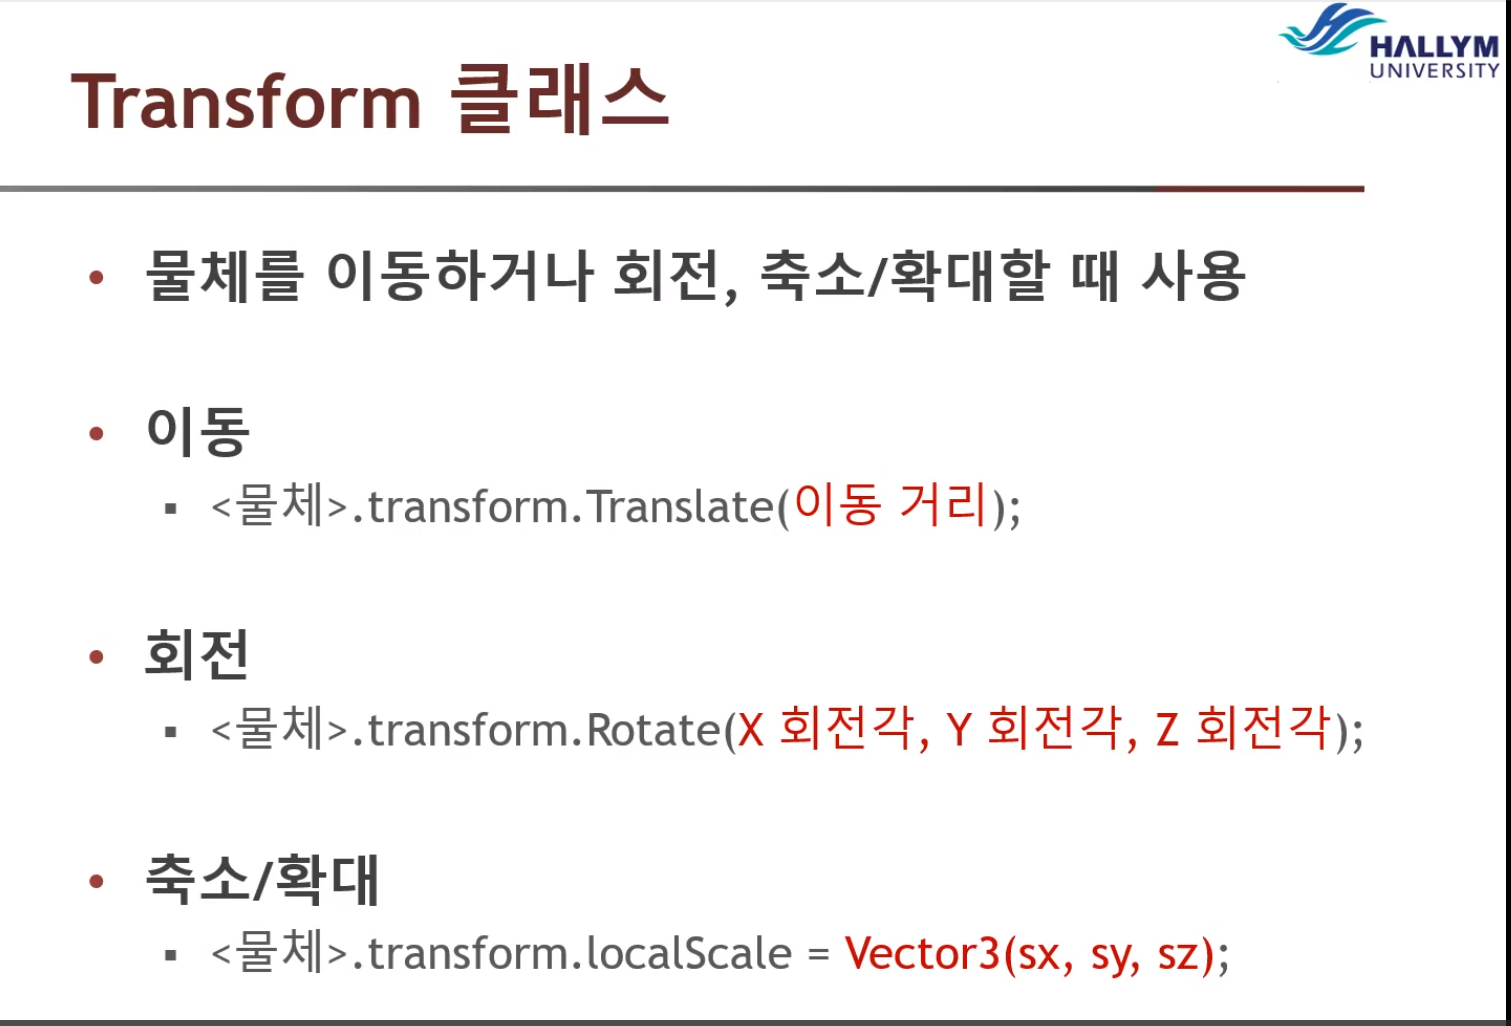 HALLYM
UNIVERSITY
Transform 클래스
• 물체를 이동하거나 회전, 축소/확대할 때 사용
• 이동
▪ <물체>.transform.Translate(이동 거리);
• 회전
▪ <물체>.transform.Rotate(X 회전각, Y 회전각, Z 회전각);
• 축소/확대
▪ <물체>.transform.localScale = Vector3(sx, sy, sz);